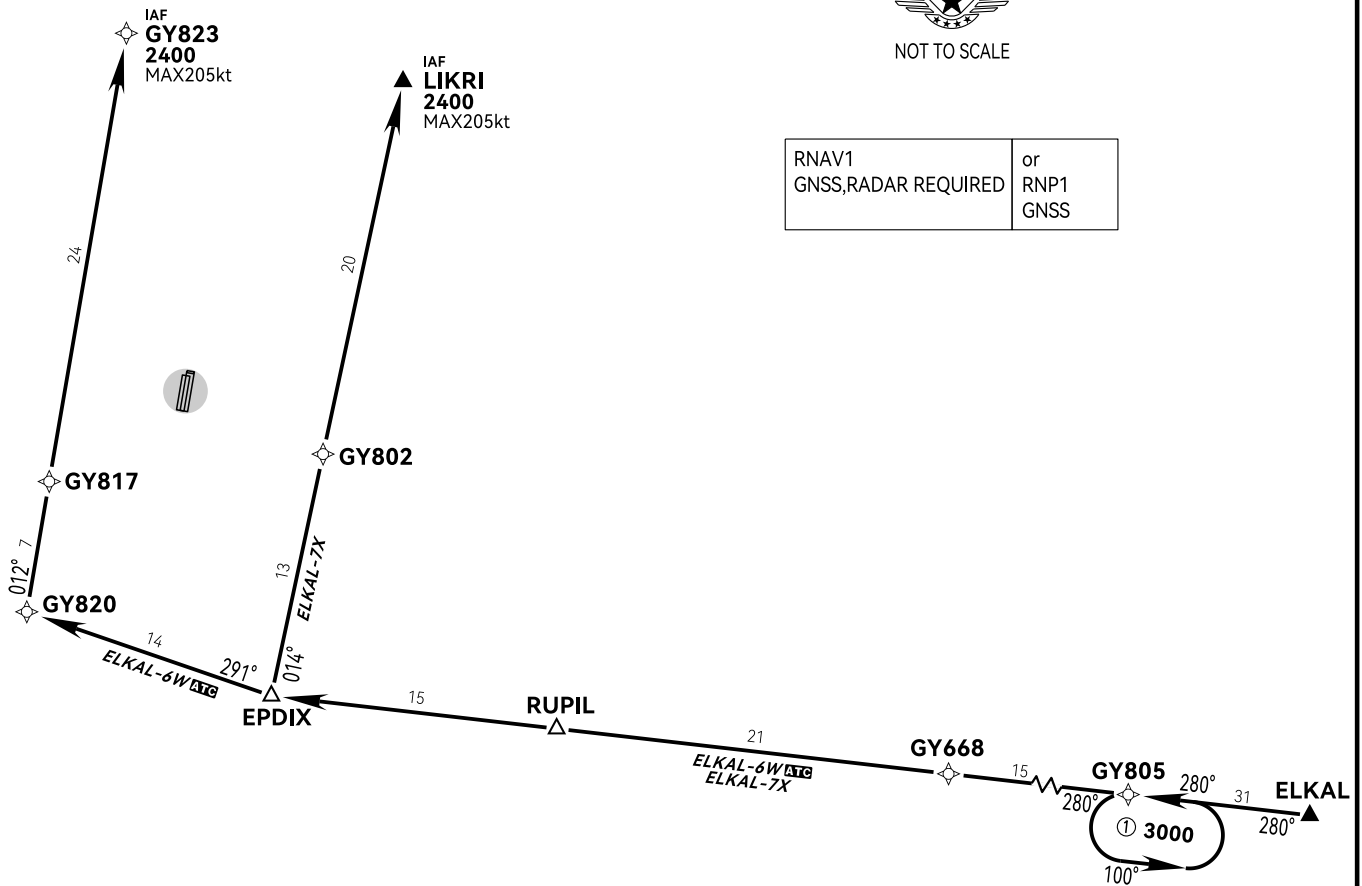 IAF
GY823
2400
MAX205kt
IAF
LIKRI
2400
MAX205kt
NOT TO SCALE
RNAV1
GNSS,RADAR REQUIRED
or
RNP1
GNSS
24
20
GY817
GY802
7
012°
13
ELKAL-7X
014°
GY820
14
ELKAL-6W ATC
291°
EPDIX
15
RUPIL
21
ELKAL-6W ATC
ELKAL-7X
GY668
15
280°
GY805
280°
31
ELKAL
280°
① 3000
100°